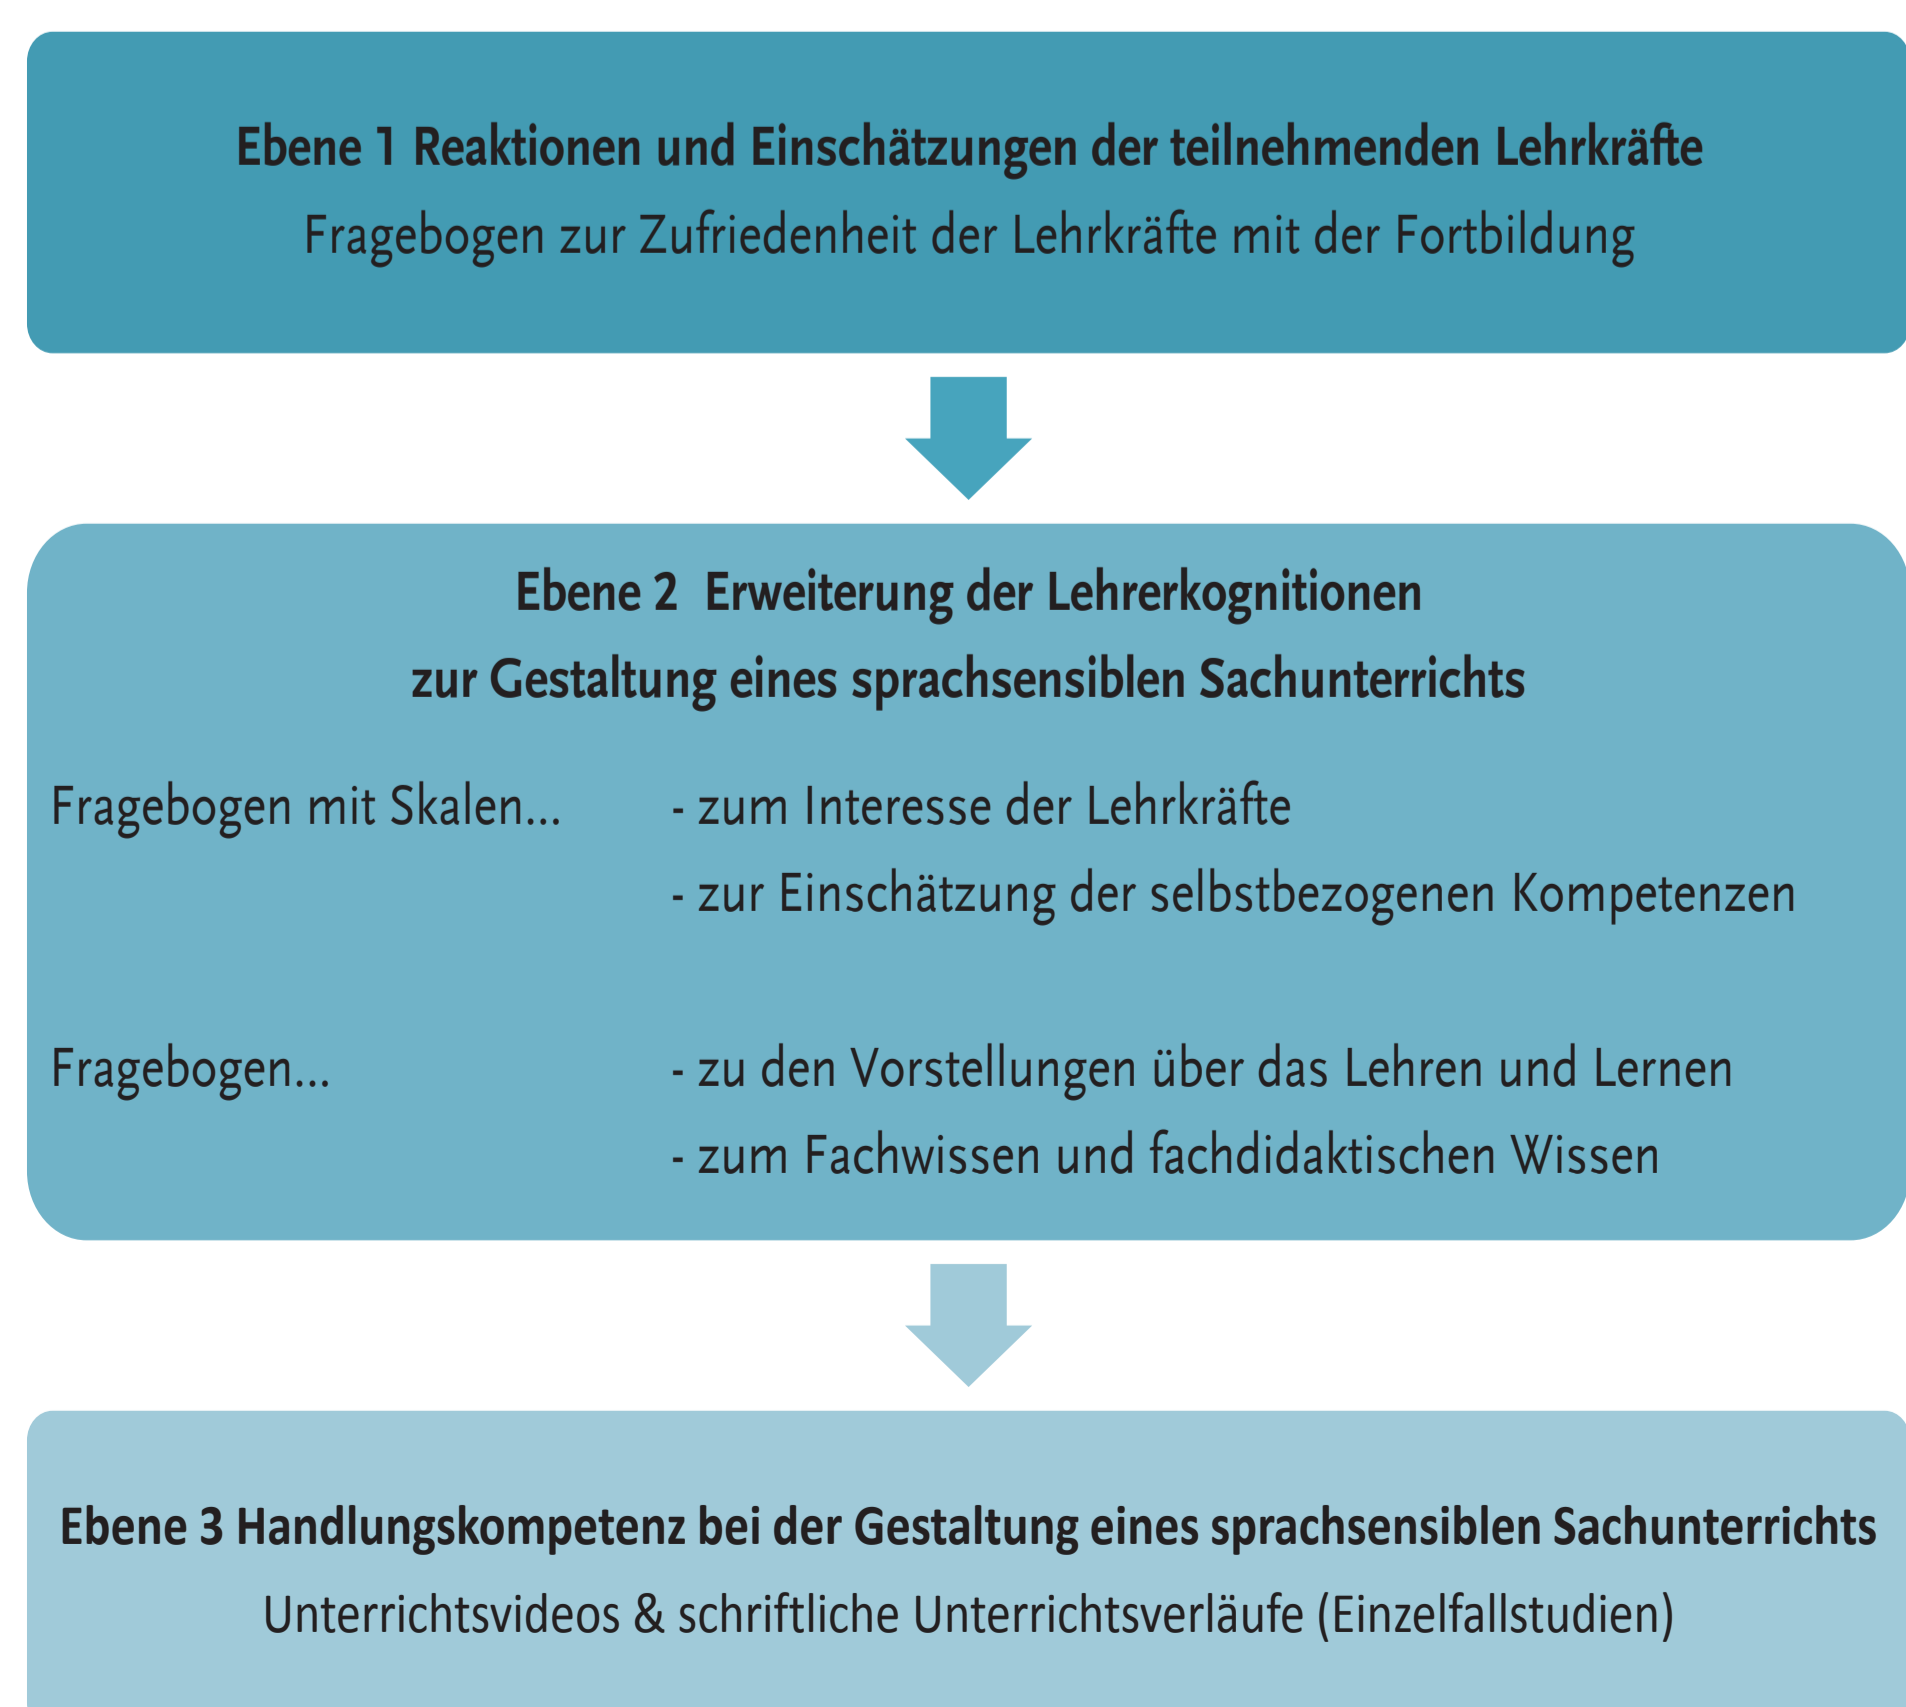 Ebene 1 Reaktionen und Einschätzungen der teilnehmenden Lehrkräfte
Fragebogen zur Zufriedenheit der Lehrkräfte mit der Fortbildung
Ebene 2  Erweiterung der Lehrerkognitionen
zur Gestaltung eines sprachsensiblen Sachunterrichts
Fragebogen mit Skalen... - zum Interesse der Lehrkräfte
- zur Einschätzung der selbstbezogenen Kompetenzen
Fragebogen... - zu den Vorstellungen über das Lehren und Lernen
- zum Fachwissen und fachdidaktischen Wissen
Ebene 3 Handlungskompetenz bei der Gestaltung eines sprachsensiblen Sachunterrichts
Unterrichtsvideos & schriftliche Unterrichtsverläufe (Einzelfallstudien)